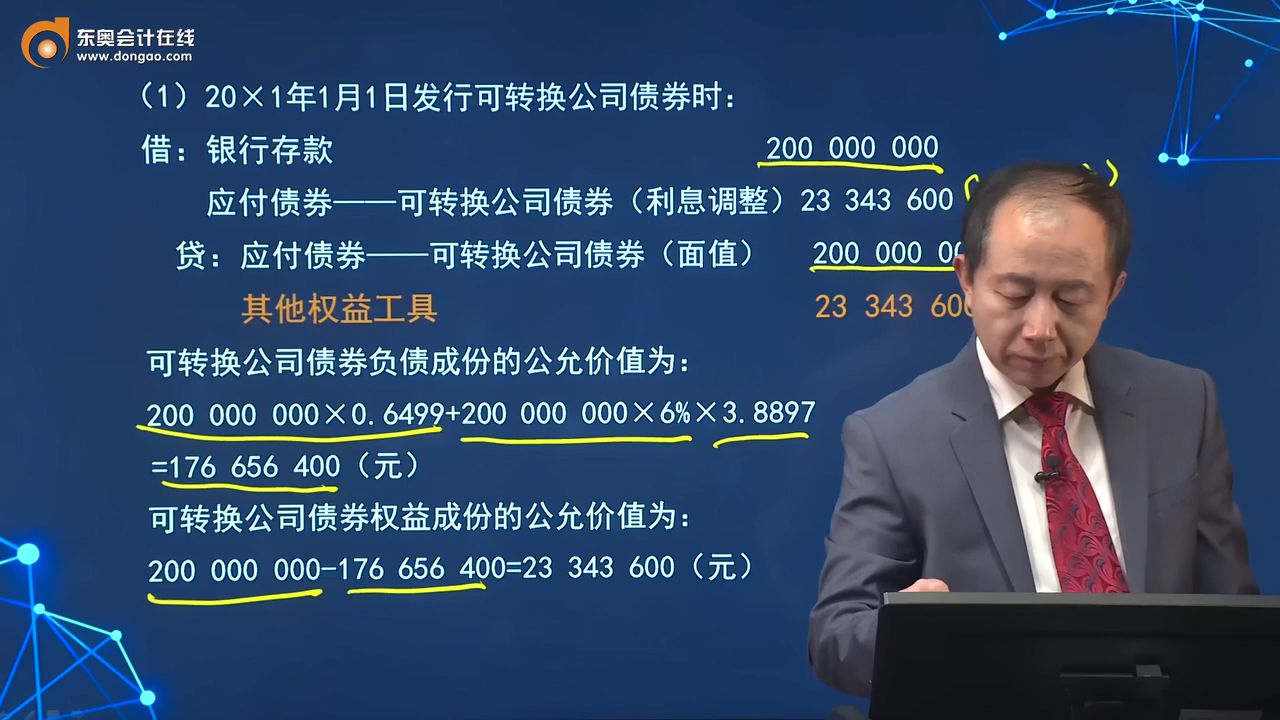 东奥会计在线
www.dongao.com
（1）20×1年1月1日发行可转换公司债券时：
借：银行存款 200 000 000
应付债券——可转换公司债券（利息调整）23 343 600
贷：应付债券——可转换公司债券（面值） 200 000
其他权益工具 23 343 600
可转换公司债券负债成份的公允价值为：
200 000 000×0.6499+200 000 000×6%×3.8897
=176 656 400（元）
可转换公司债券权益成份的公允价值为：
200 000 000-176 656 400=23 343 600（元）